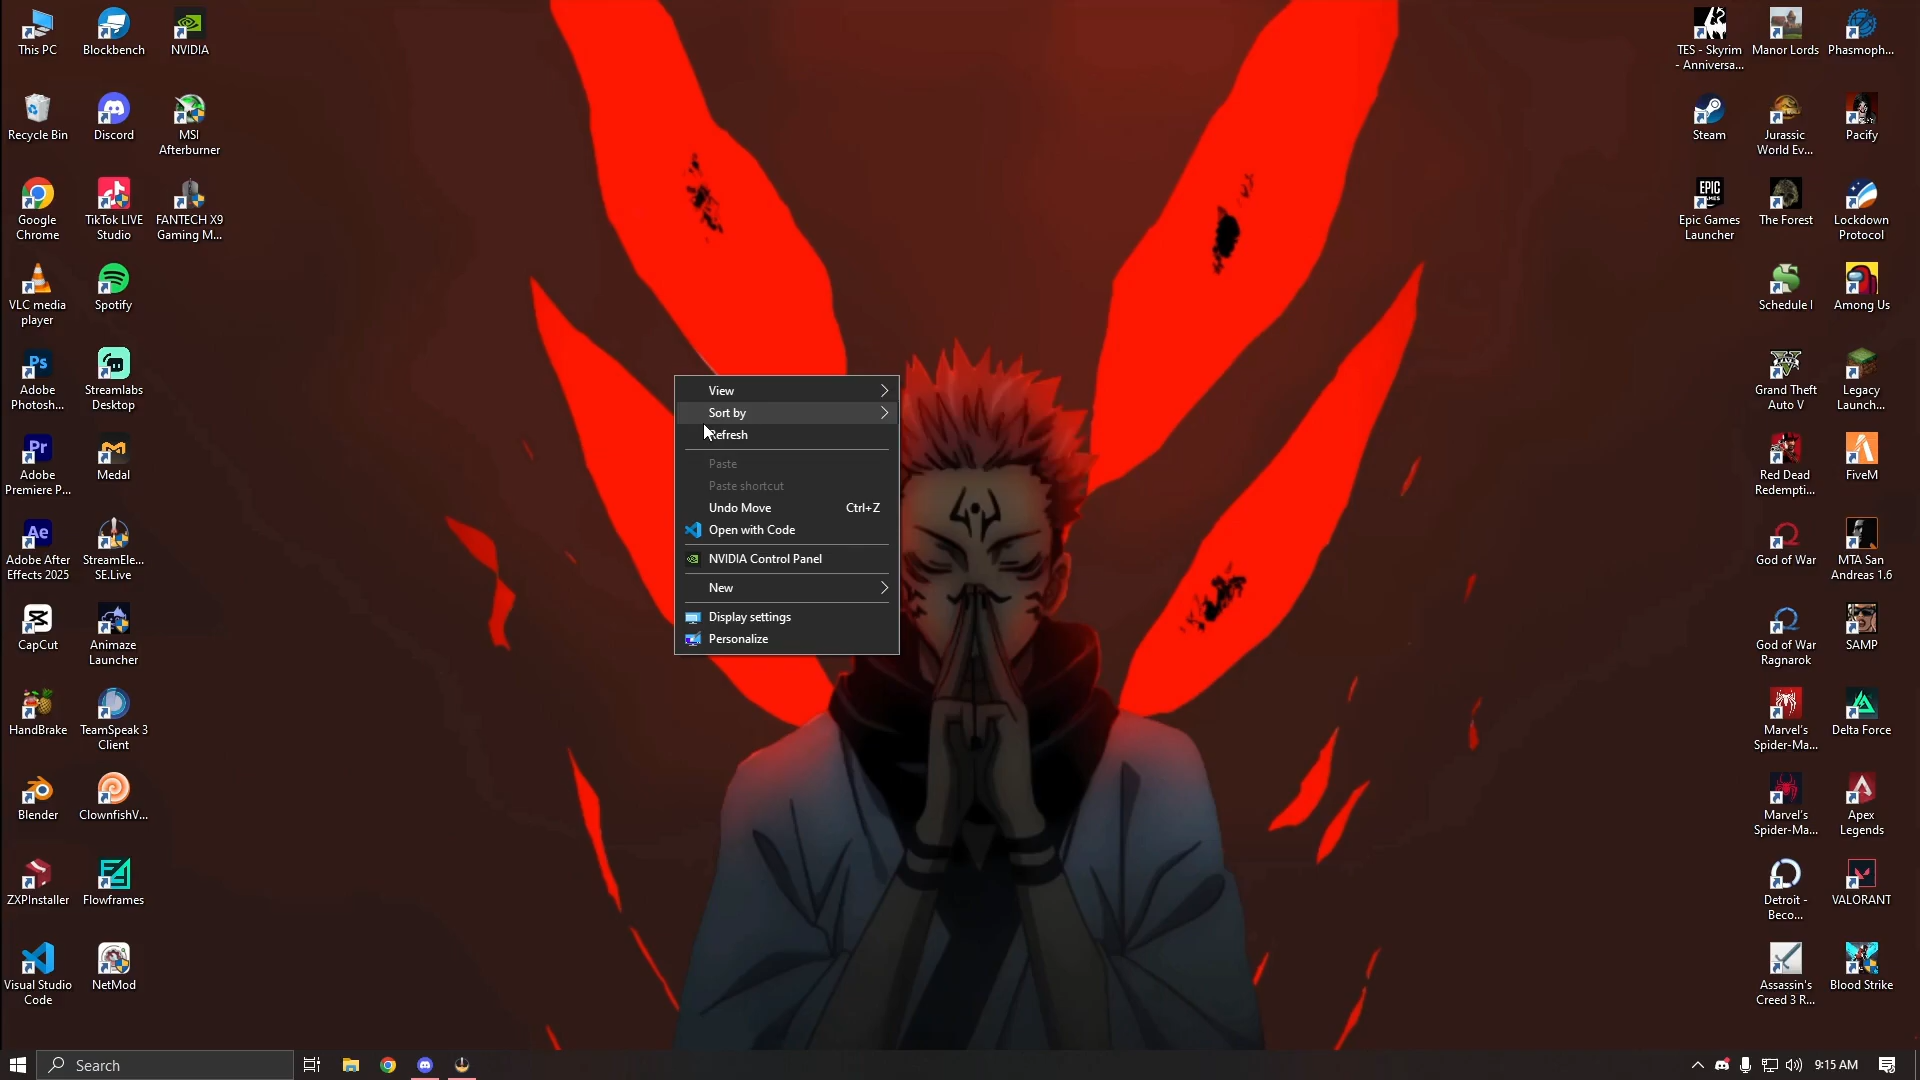 This PC
Blockbench
NVIDIA
Recycle Bin
Discord
MSI
Afterburner
Google
Chrome
TikTok LIVE
Studio
FANTECH X9
Gaming M...
VLC media
player
Spotify
Adobe
Photosh...
Streamlabs
Desktop
Adobe
Premiere P...
Medal
Adobe After
Effects 2025
StreamEle...
SE.Live
CapCut
Animaze
Launcher
HandBrake
TeamSpeak 3
Client
Blender
ClownfishV...
ZXPInstaller
Flowframes
Visual Studio
Code
NetMod
View
Sort by
Refresh
Paste
Paste shortcut
Undo Move Ctrl+Z
Open with Code
NVIDIA Control Panel
New
Display settings
Personalize
TES - Skyrim
- Anniversa...
Manor Lords
Phasmoph...
Steam
Jurassic
World Ev...
Pacify
EPIC
GAMES
Epic Games
Launcher
The Forest
Lockdown
Protocol
Schedule I
Among Us
Grand Theft
Auto V
Legacy
Launch...
Red Dead
Redempti...
FiveM
God of War
MTA San
Andreas 1.6
God of War
Ragnarok
SAMP
Marvel's
Spider-Ma...
Delta Force
Marvel's
Spider-Ma...
Apex
Legends
Detroit -
Beco...
VALORANT
Assassin's
Creed 3 R...
Blood Strike
Ps
Pr
Ae
Search
9:15 AM